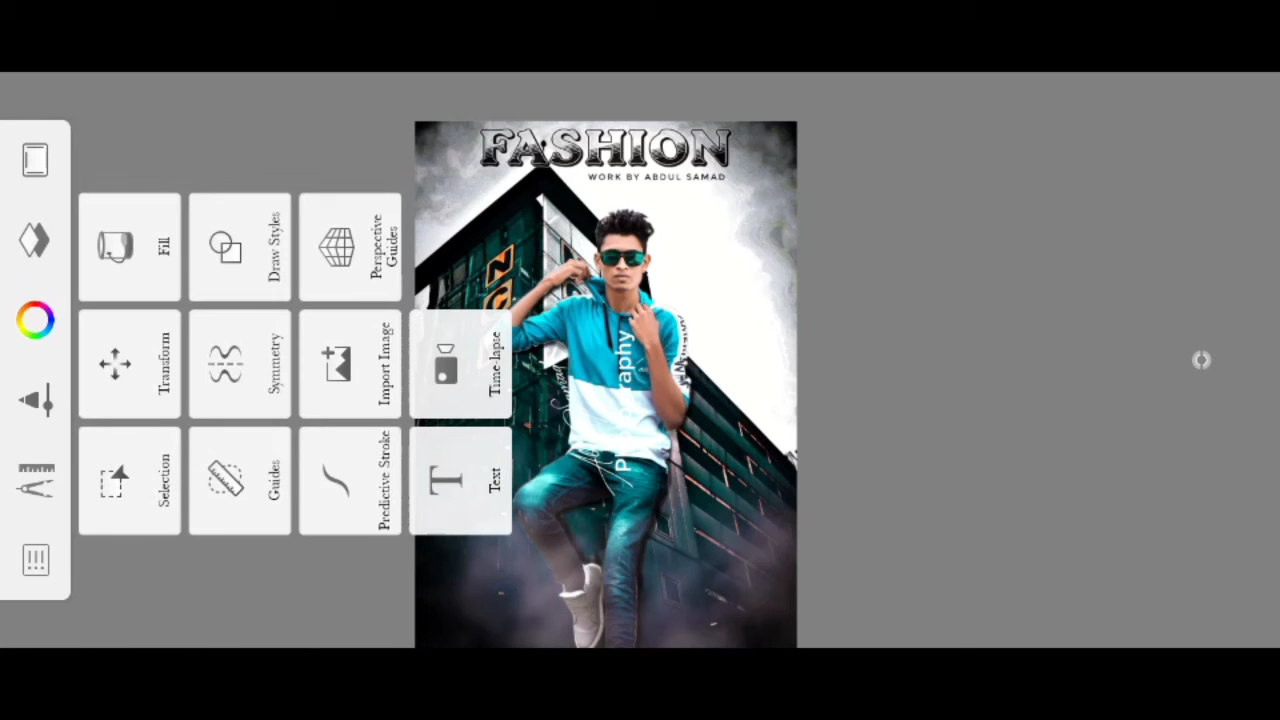 FASHION
WORK BY ABDUL SAMAD
Fill
Draw Styles
Perspective
Guides
Transform
Symmetry
Import Image
Time-lapse
Selection
Guides
Predictive Stroke
Text